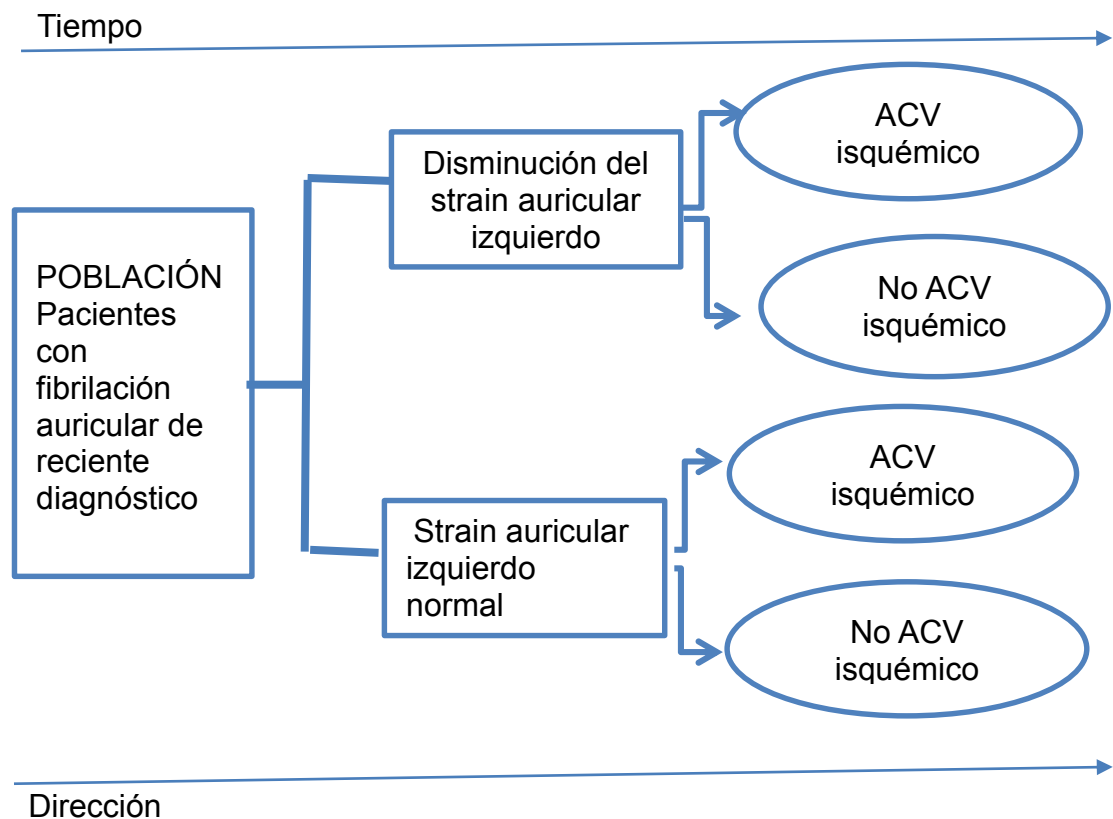 Tiempo
POBLACIÓN
Pacientes
con
fibrilación
auricular de
reciente
diagnóstico
Disminución del
strain auricular
izquierdo
ACV
isquémico
No ACV
isquémico
Strain auricular
izquierdo
normal
ACV
isquémico
No ACV
isquémico
Dirección